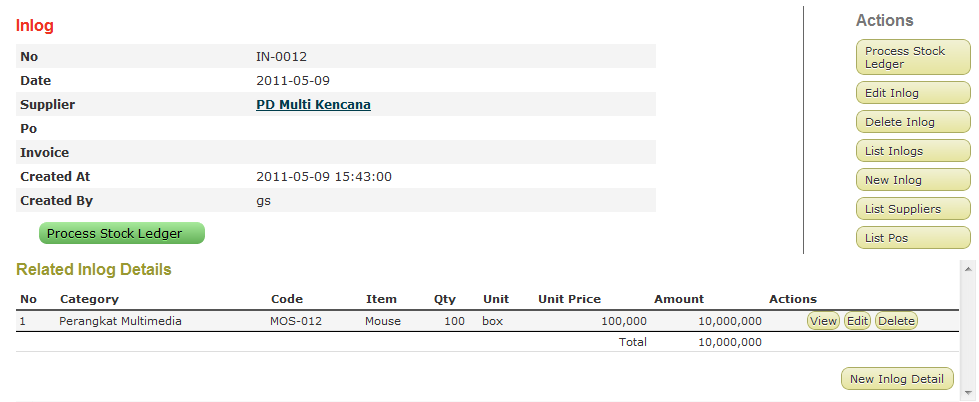 Inlog
No IN-0012
Date 2011-05-09
Supplier PD Multi Kencana
Po
Invoice
Created At 2011-05-09 15:43:00
Created By gs
Process Stock Ledger
Actions
Process Stock
Ledger
Edit Inlog
Delete Inlog
List Inlogs
New Inlog
List Suppliers
List Pos
Related Inlog Details
No Category Code Item Qty Unit Unit Price Amount Actions
1 Perangkat Multimedia MOS-012 Mouse 100 box 100,000 10,000,000 View Edit Delete
Total 10,000,000
New Inlog Detail